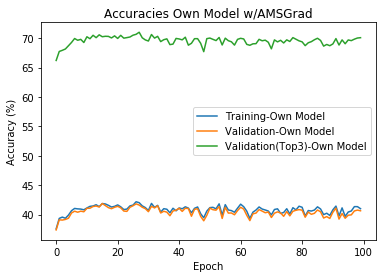 Accuracies Own Model w/AMSGrad
Accuracy (%)
70
65
60
55
50
45
40
Training-Own Model
Validation-Own Model
Validation(Top3)-Own Model
0
20
40
60
80
100
Epoch